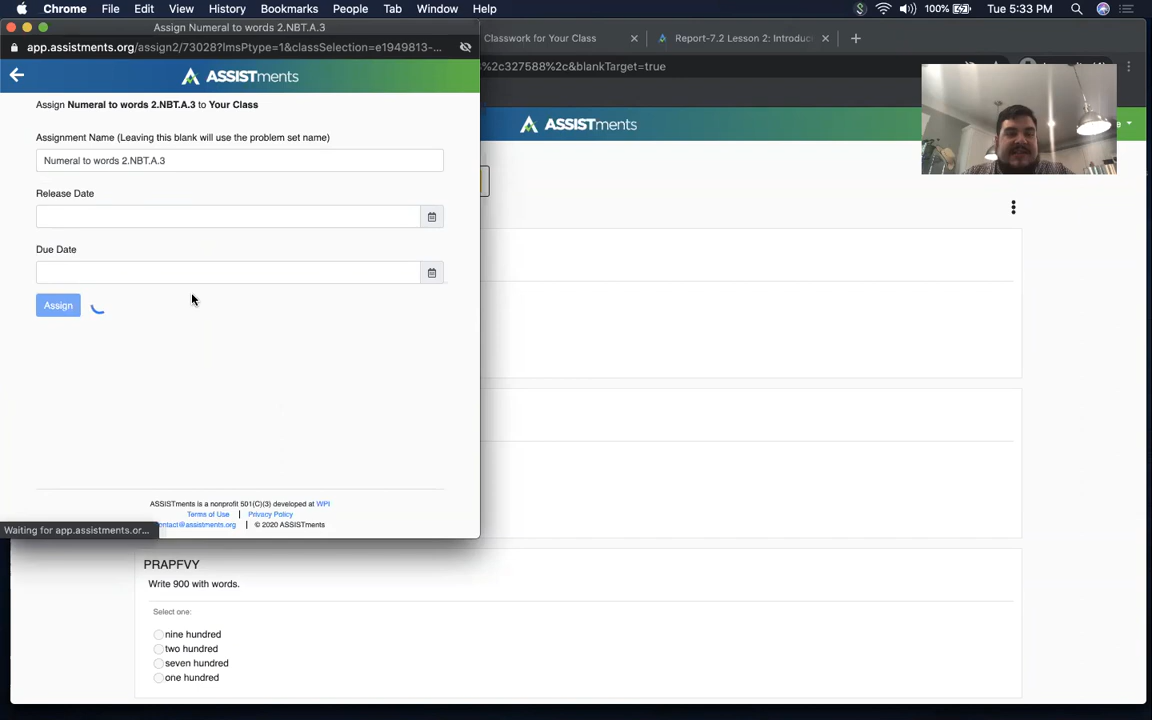 Chrome File Edit View History Bookmarks People Tab Window Help 100% Tue 5:33 PM
Assign Numeral to words 2.NBT.A.3
Classwork for Your Class Report-7.2 Lesson 2: Introduc
app.assistments.org/assign2/73028?lmsPtype=1&classSelection=e1949813-...
%2c327588%2c&blankTarget=true
ASSISTments
Assign Numeral to words 2.NBT.A.3 to Your Class
ASSISTments
Assignment Name (Leaving this blank will use the problem set name)
Numeral to words 2.NBT.A.3
Release Date
Due Date
Assign
ASSISTments is a nonprofit 501(C)(3) developed at WPI
Terms of Use | Privacy Policy
contact@assistments.org | © 2020 ASSISTments
Waiting for app.assistments.or...
PRAPFVY
Write 900 with words.
Select one:
nine hundred
two hundred
seven hundred
one hundred